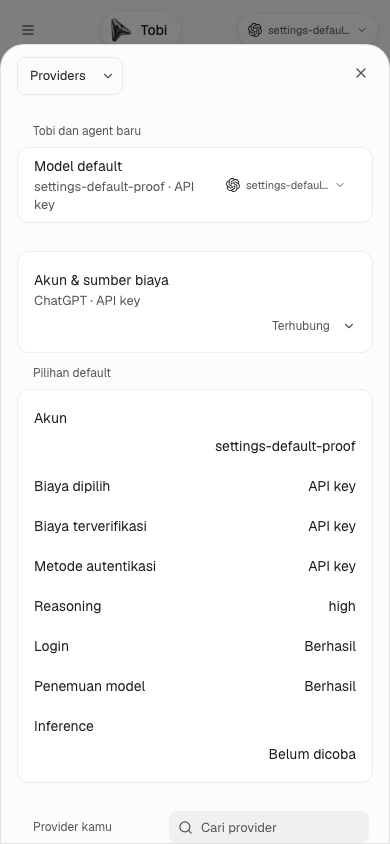 Tobi
settings-defaul...
Providers
Tobi dan agent baru
Model default
settings-default-proof · API
key
settings-defaul...
Akun & sumber biaya
ChatGPT · API key
Terhubung
Pilihan default
Akun
settings-default-proof
Biaya dipilih API key
Biaya terverifikasi API key
Metode autentikasi API key
Reasoning high
Login Berhasil
Penemuan model Berhasil
Inference
Belum dicoba
Provider kamu Cari provider